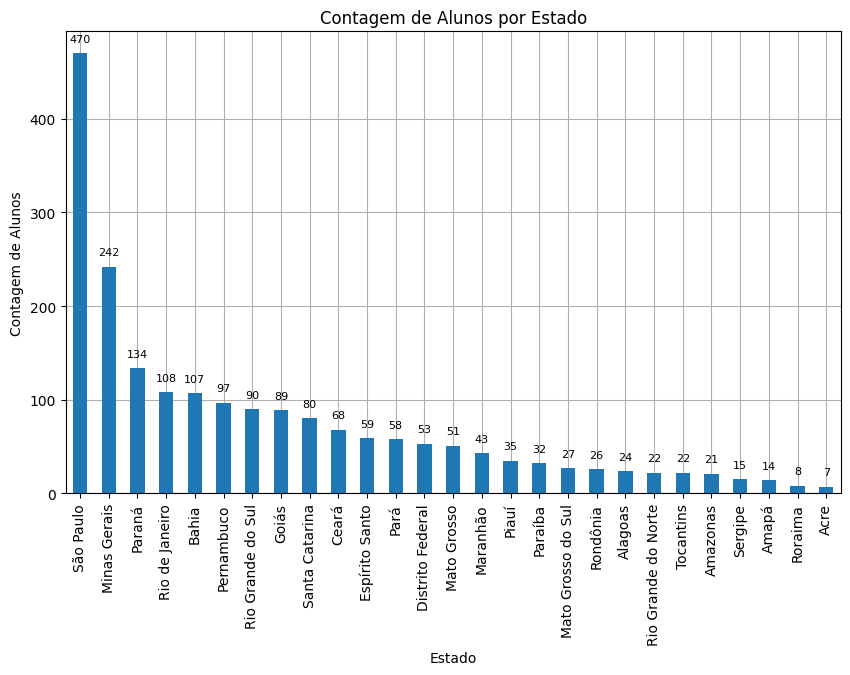 Contagem de Alunos por Estado
Contagem de Alunos
400
300
200
100
0
470
242
134
108
107
97
90
89
80
68
59
58
53
51
43
35
32
27
26
24
22
22
21
15
14
8
7
São Paulo
Minas Gerais
Paraná
Rio de Janeiro
Bahia
Pernambuco
Rio Grande do Sul
Goiás
Santa Catarina
Ceará
Espírito Santo
Pará
Distrito Federal
Mato Grosso
Maranhão
Piauí
Paraíba
Mato Grosso do Sul
Rondônia
Alagoas
Rio Grande do Norte
Tocantins
Amazonas
Sergipe
Amapá
Roraima
Acre
Estado